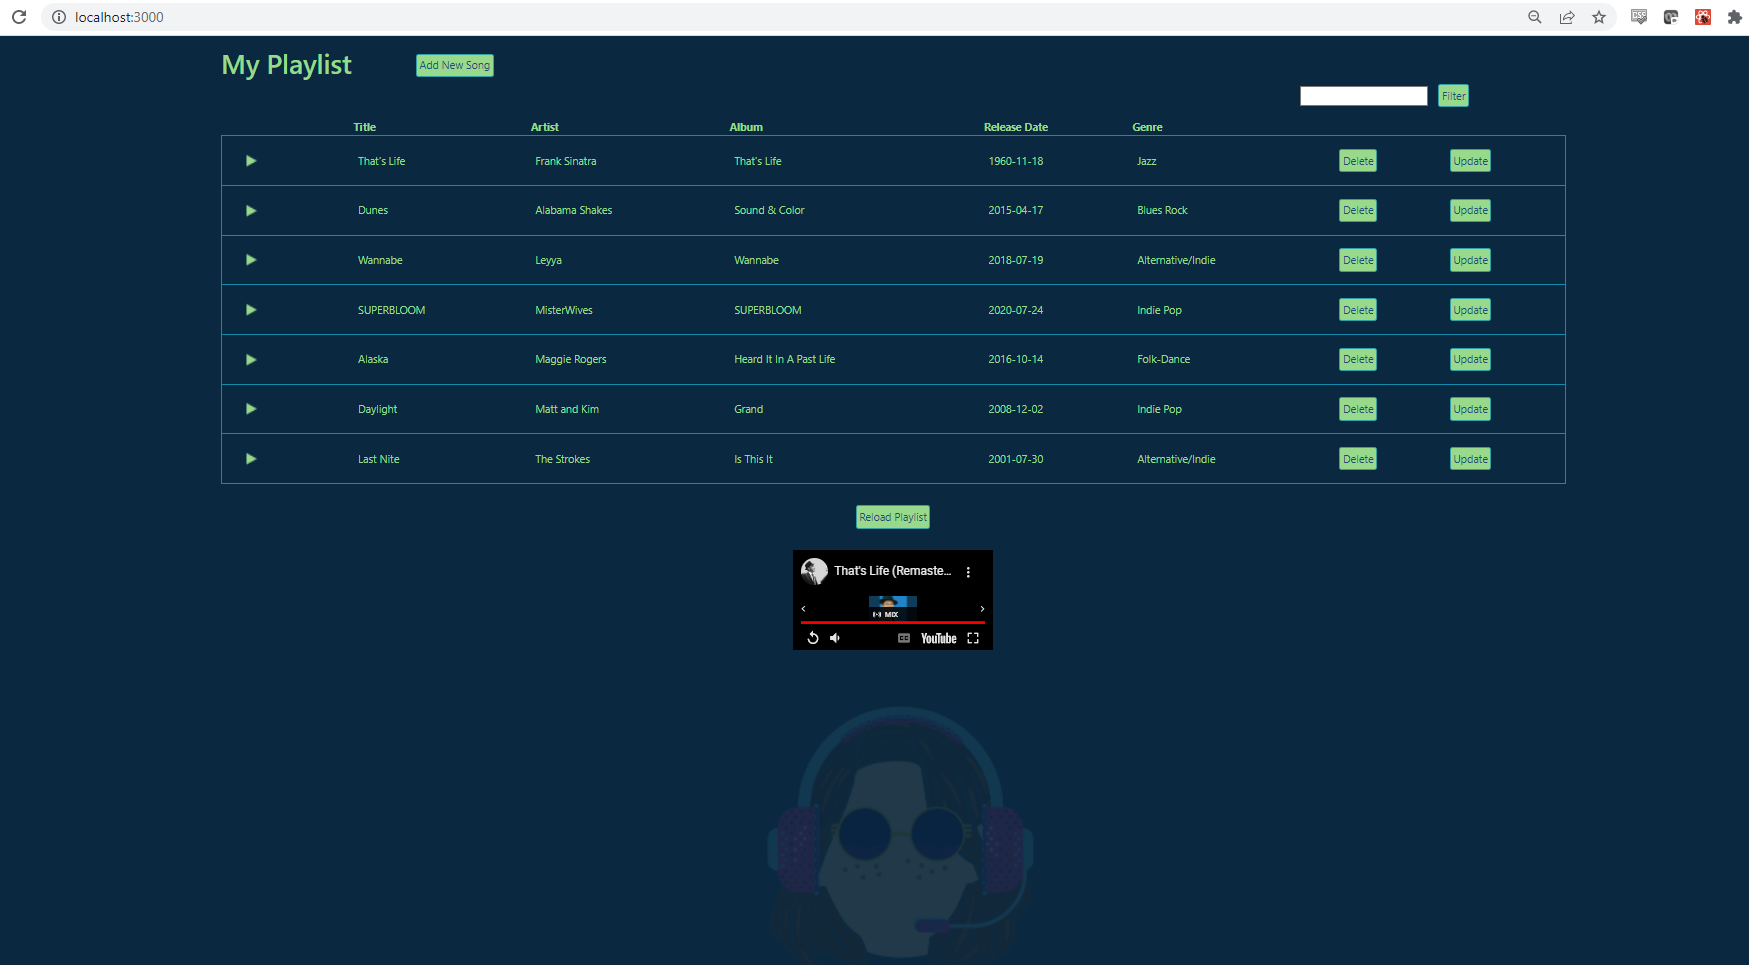 localhost:3000
My Playlist Add New Song
Filter
Title Artist Album Release Date Genre
That's Life Frank Sinatra That's Life 1960-11-18 Jazz Delete Update
Dunes Alabama Shakes Sound & Color 2015-04-17 Blues Rock Delete Update
Wannabe Leyya Wannabe 2018-07-19 Alternative/Indie Delete Update
SUPERBLOOM MisterWives SUPERBLOOM 2020-07-24 Indie Pop Delete Update
Alaska Maggie Rogers Heard It In A Past Life 2016-10-14 Folk-Dance Delete Update
Daylight Matt and Kim Grand 2008-12-02 Indie Pop Delete Update
Last Nite The Strokes Is This It 2001-07-30 Alternative/Indie Delete Update
Reload Playlist
That's Life (Remaste...
MIX
CC YouTube